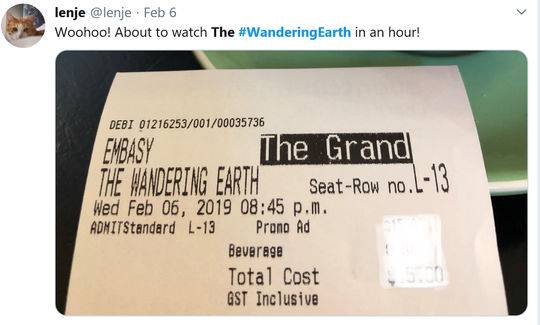 lenje @lenje · Feb 6
Woohoo! About to watch The #WanderingEarth in an hour!
DEBI 01216253/001/00035736
EMBASY The Grand
THE WANDERING EARTH Seat-Row no.L-13
Wed Feb 06, 2019 08:45 p.m.
ADMITStandard L-13 Promo Ad
Beverage
Total Cost
GST Inclusive